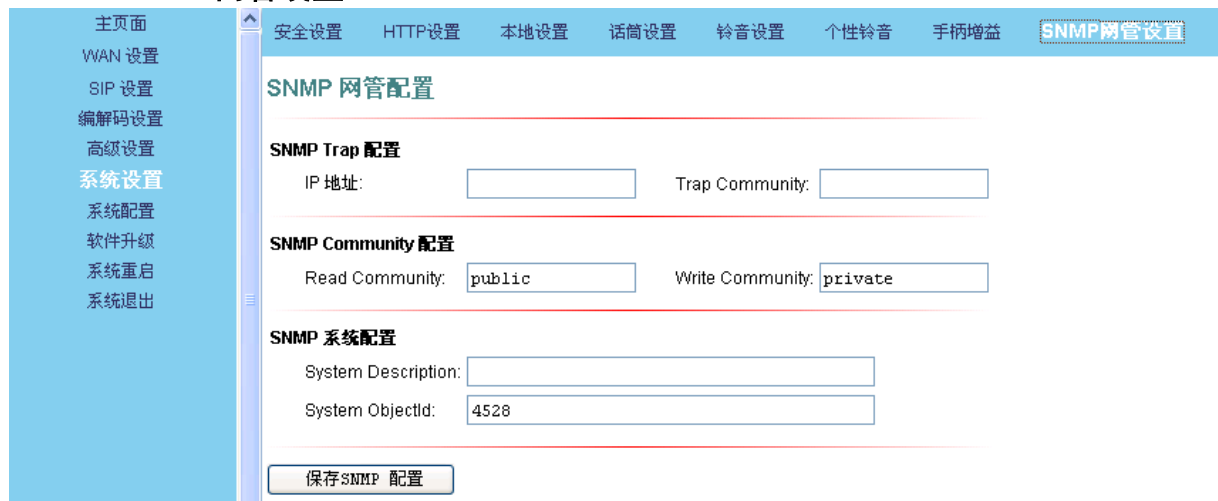 主页面
WAN 设置
SIP 设置
编解码设置
高级设置
系统设置
系统配置
软件升级
系统重启
系统退出
安全设置 HTTP设置 本地设置 话筒设置 铃音设置 个性铃音 手柄增益 SNMP网管设置
SNMP 网管配置
SNMP Trap 配置
IP 地址: Trap Community:
SNMP Community 配置
Read Community: public Write Community: private
SNMP 系统配置
System Description:
System ObjectId: 4528
保存SNMP 配置